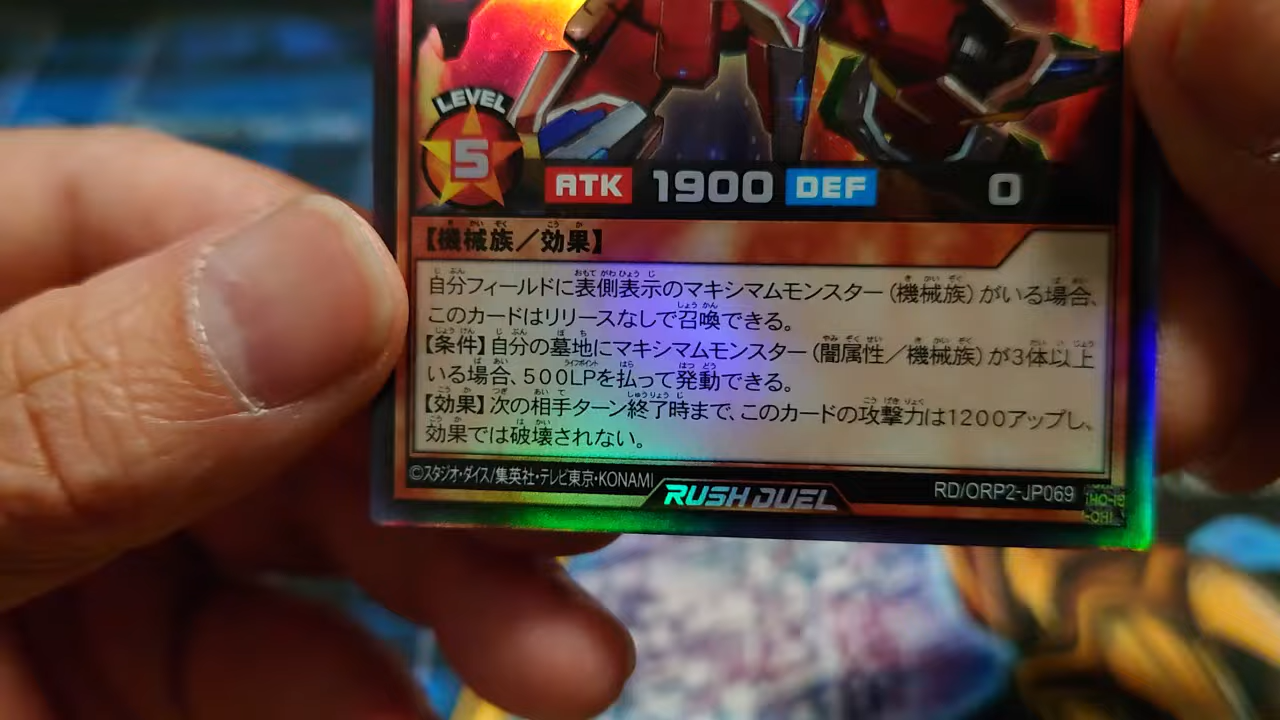 LEVEL
5
ATK 1900 DEF 0
【機械族/効果】
自分フィールドに表側表示のマキシマムモンスター(機械族)がいる場合、
このカードはリリースなしで召喚できる。
【条件】自分の墓地にマキシマムモンスター(闇属性/機械族)が3体以上
いる場合、500LPを払って発動できる。
【効果】次の相手ターン終了時まで、このカードの攻撃力は1200アップし、
効果では破壊されない。
©スタジオ・ダイス/集英社・テレビ東京・KONAMI
RUSH DUEL
RD/ORP2-JP069